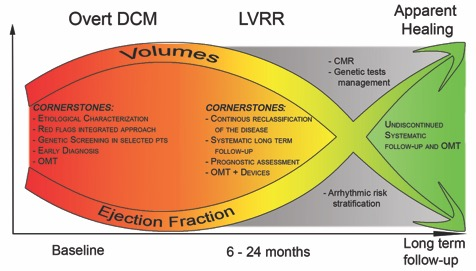 Overt DCM
LVRR
Apparent
Healing
Volumes
- CMR
- Genetic tests
management
CORNERSTONES:
- Etiological Characterization
- Red flags integrated approach
- Genetic Screening in selected pts
- Early Diagnosis
- OMT
CORNERSTONES:
- Continous reclassification
of the disease
- Systematic long term
follow-up
- Prognostic assessment
- OMT + Devices
Undiscontinued
Systematic
follow-up and OMT
- Arrhythmic risk
stratification
Ejection Fraction
Baseline
6 - 24 months
Long term
follow-up